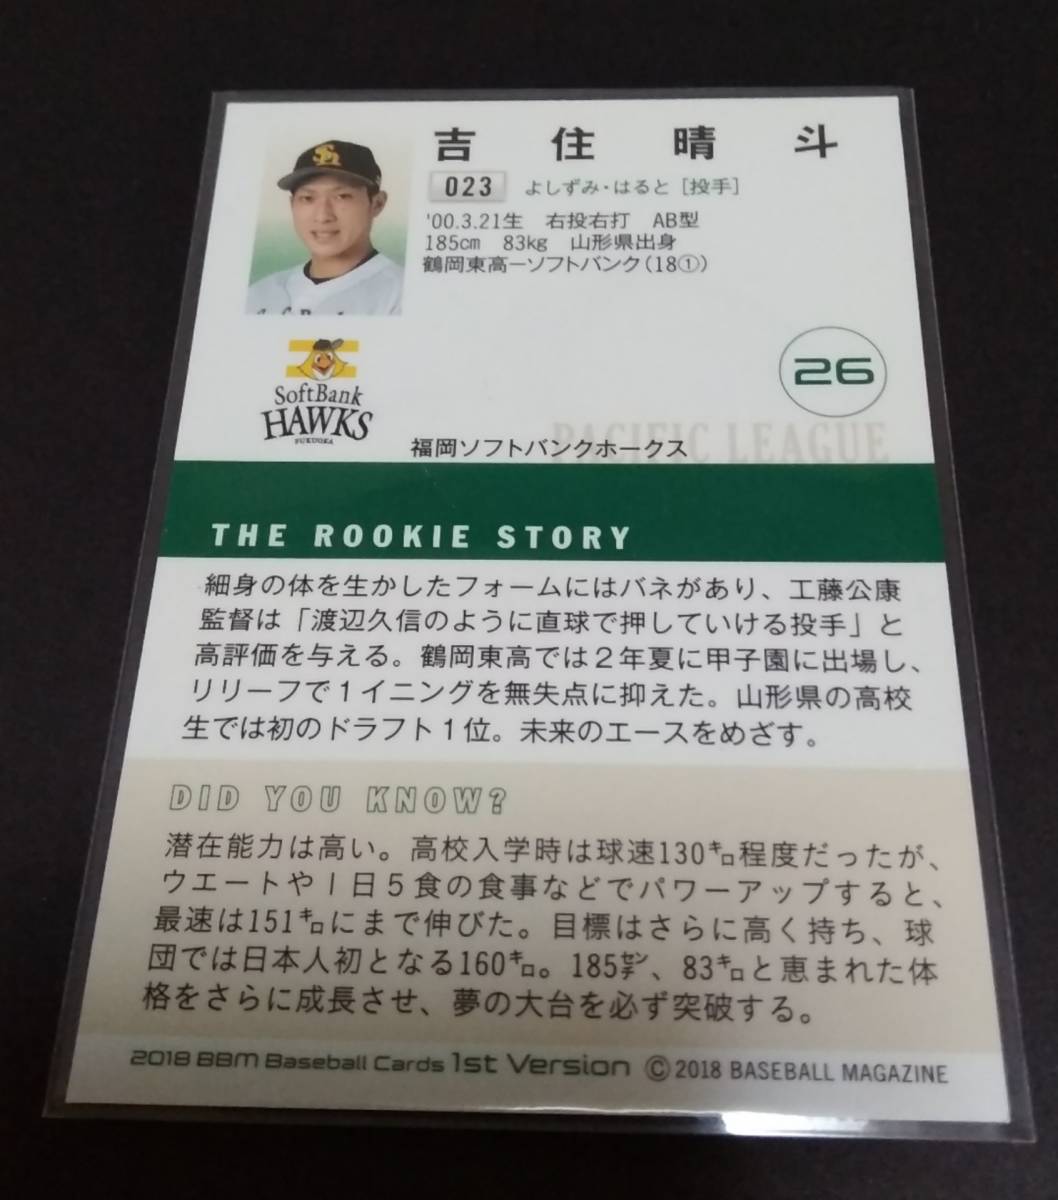 吉住晴斗
023 よしずみ・はると [投手]
'00.3.21生 右投右打 AB型
185cm 83kg 山形県出身
鶴岡東高ーソフトバンク(18①)
26
SoftBank
HAWKS
FUKUOKA
PACIFIC LEAGUE
福岡ソフトバンクホークス
THE ROOKIE STORY
細身の体を生かしたフォームにはバネがあり、工藤公康
監督は「渡辺久信のように直球で押していける投手」と
高評価を与える。鶴岡東高では2年夏に甲子園に出場し、
リリーフで1イニングを無失点に抑えた。山形県の高校
生では初のドラフト1位。未来のエースをめざす。
DID YOU KNOW?
潜在能力は高い。高校入学時は球速130㌔程度だったが、
ウエートや1日5食の食事などでパワーアップすると、
最速は151㌔にまで伸びた。目標はさらに高く持ち、球
団では日本人初となる160㌔。185㌢、83㌔と恵まれた体
格をさらに成長させ、夢の大台を必ず突破する。
2018 BBM Baseball Cards 1st Version © 2018 BASEBALL MAGAZINE